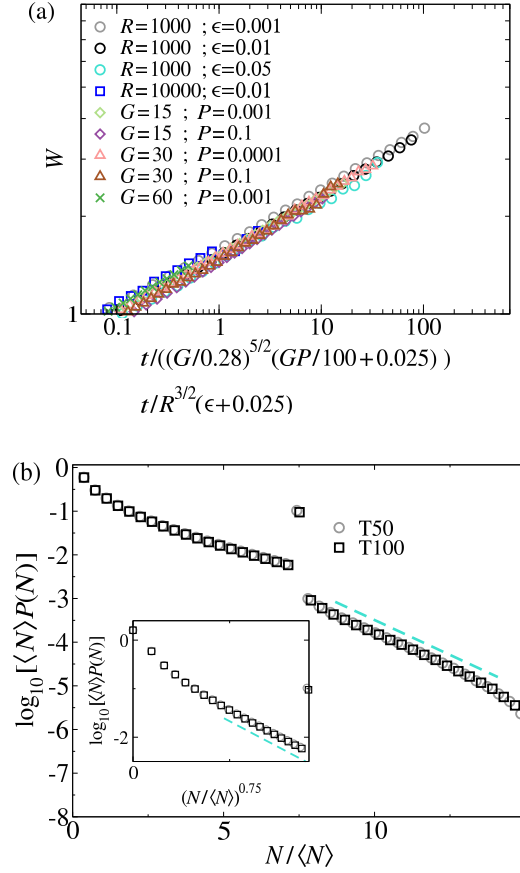 (a)
R=1000 ; ϵ=0.001
R=1000 ; ϵ=0.01
R=1000 ; ϵ=0.05
R=10000; ϵ=0.01
G=15 ; P=0.001
G=15 ; P=0.1
G=30 ; P=0.0001
G=30 ; P=0.1
G=60 ; P=0.001
W
1
0.1 1 10 100
t/((G/0.28)^5/2 (GP/100+0.025) )
t/R^3/2 (ϵ+0.025)
(b)
0
-1
-2
-3
-4
-5
-6
-7
-8
log10[⟨N⟩P(N)]
T50
T100
0
-2
log10[⟨N⟩P(N)]
0
(N/⟨N⟩)^0.75
0 5 10
N/⟨N⟩